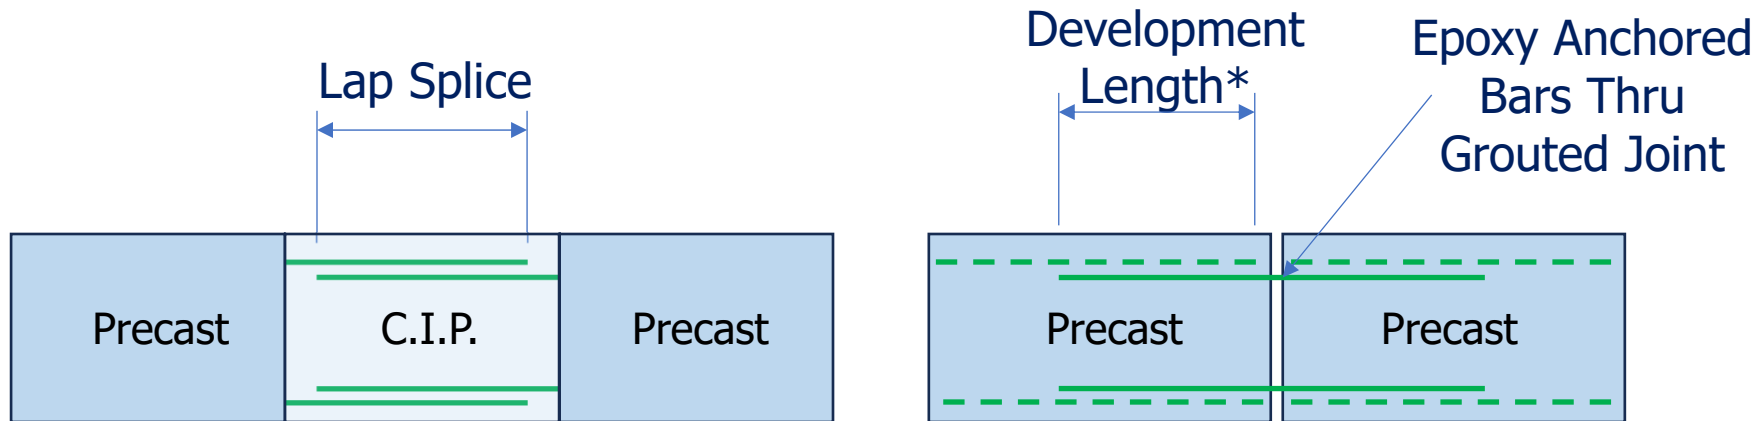 Lap Splice
Development
Length*
Epoxy Anchored
Bars Thru
Grouted Joint
Precast
C.I.P.
Precast
Precast
Precast